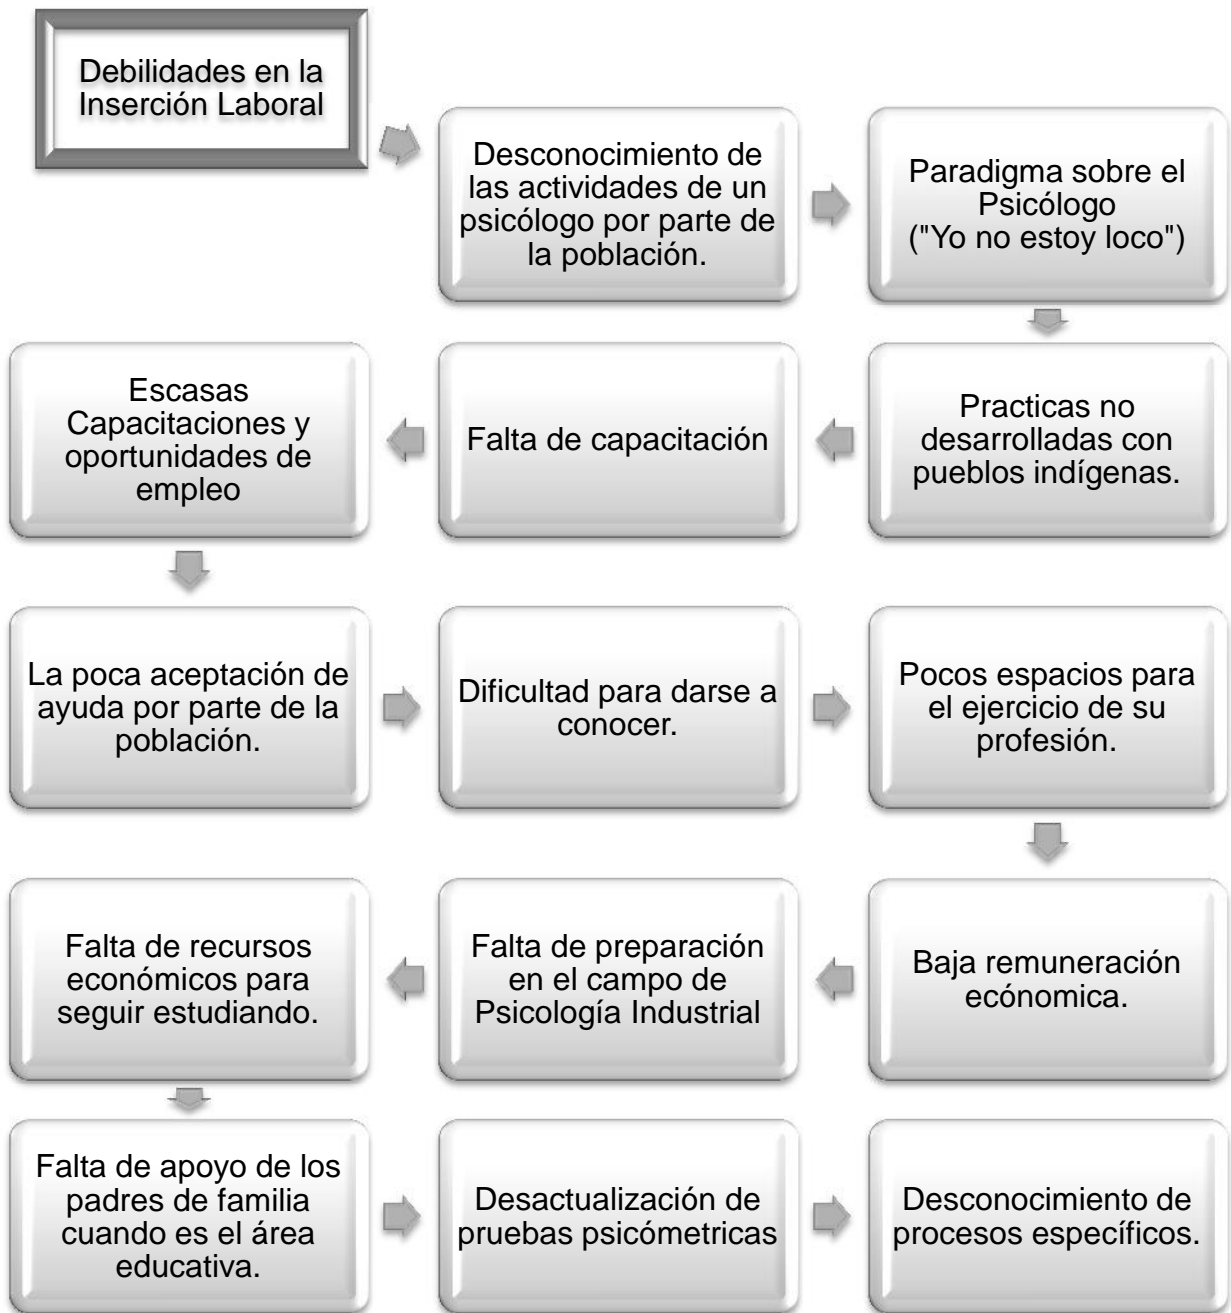 Debilidades en la
Inserción Laboral
Desconocimiento de
las actividades de un
psicólogo por parte de
la población.
Paradigma sobre el
Psicólogo
("Yo no estoy loco")
Practicas no
desarrolladas con
pueblos indígenas.
Falta de capacitación
Escasas
Capacitaciones y
oportunidades de
empleo
La poca aceptación de
ayuda por parte de la
población.
Dificultad para darse a
conocer.
Pocos espacios para
el ejercicio de su
profesión.
Baja remuneración
ecónomica.
Falta de preparación
en el campo de
Psicología Industrial
Falta de recursos
económicos para
seguir estudiando.
Falta de apoyo de los
padres de familia
cuando es el área
educativa.
Desactualización de
pruebas psicómetricas
Desconocimiento de
procesos específicos.